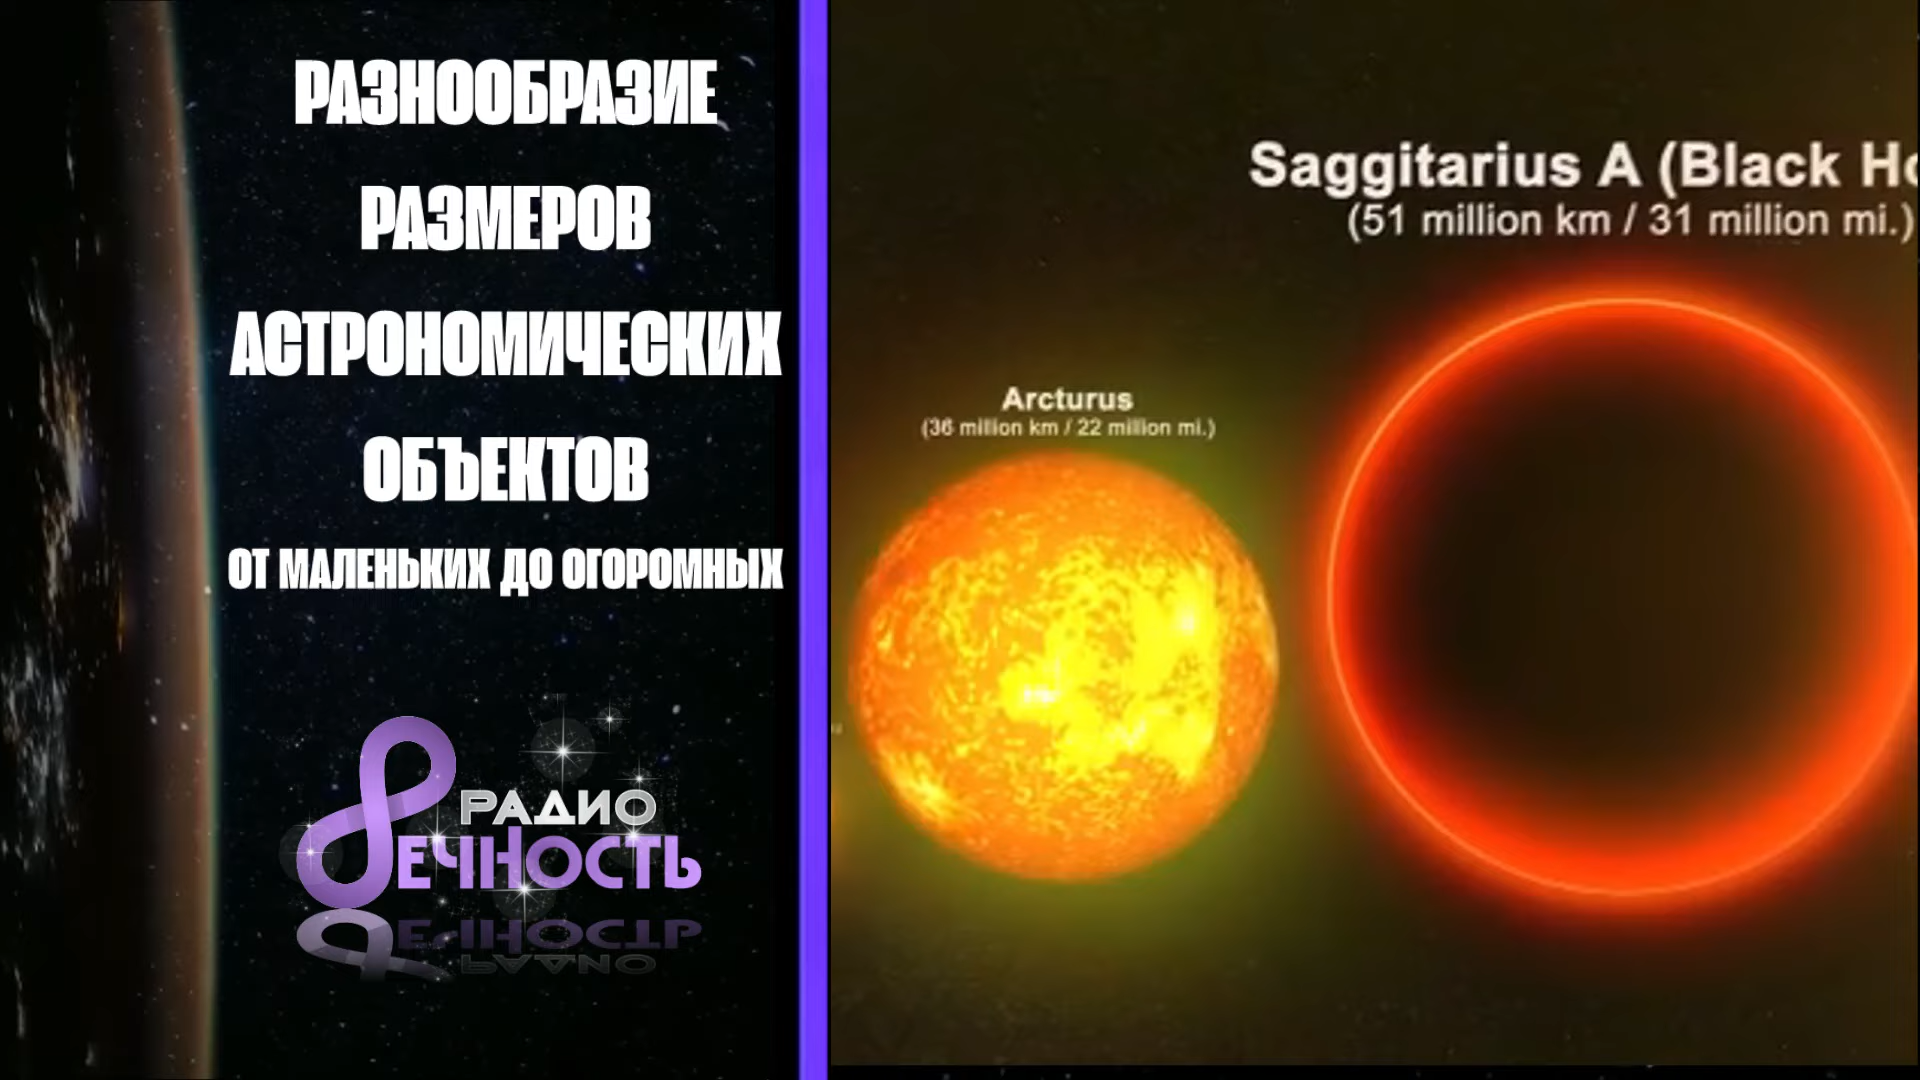 РАЗНООБРАЗИЕ
РАЗМЕРОВ
АСТРОНОМИЧЕСКИХ
ОБЪЕКТОВ
ОТ МАЛЕНЬКИХ ДО ОГОРОМНЫХ
РАДИО
ВЕЧНОСТЬ
Saggitarius A (Black Ho
(51 million km / 31 million mi.)
Arcturus
(36 million km / 22 million mi.)